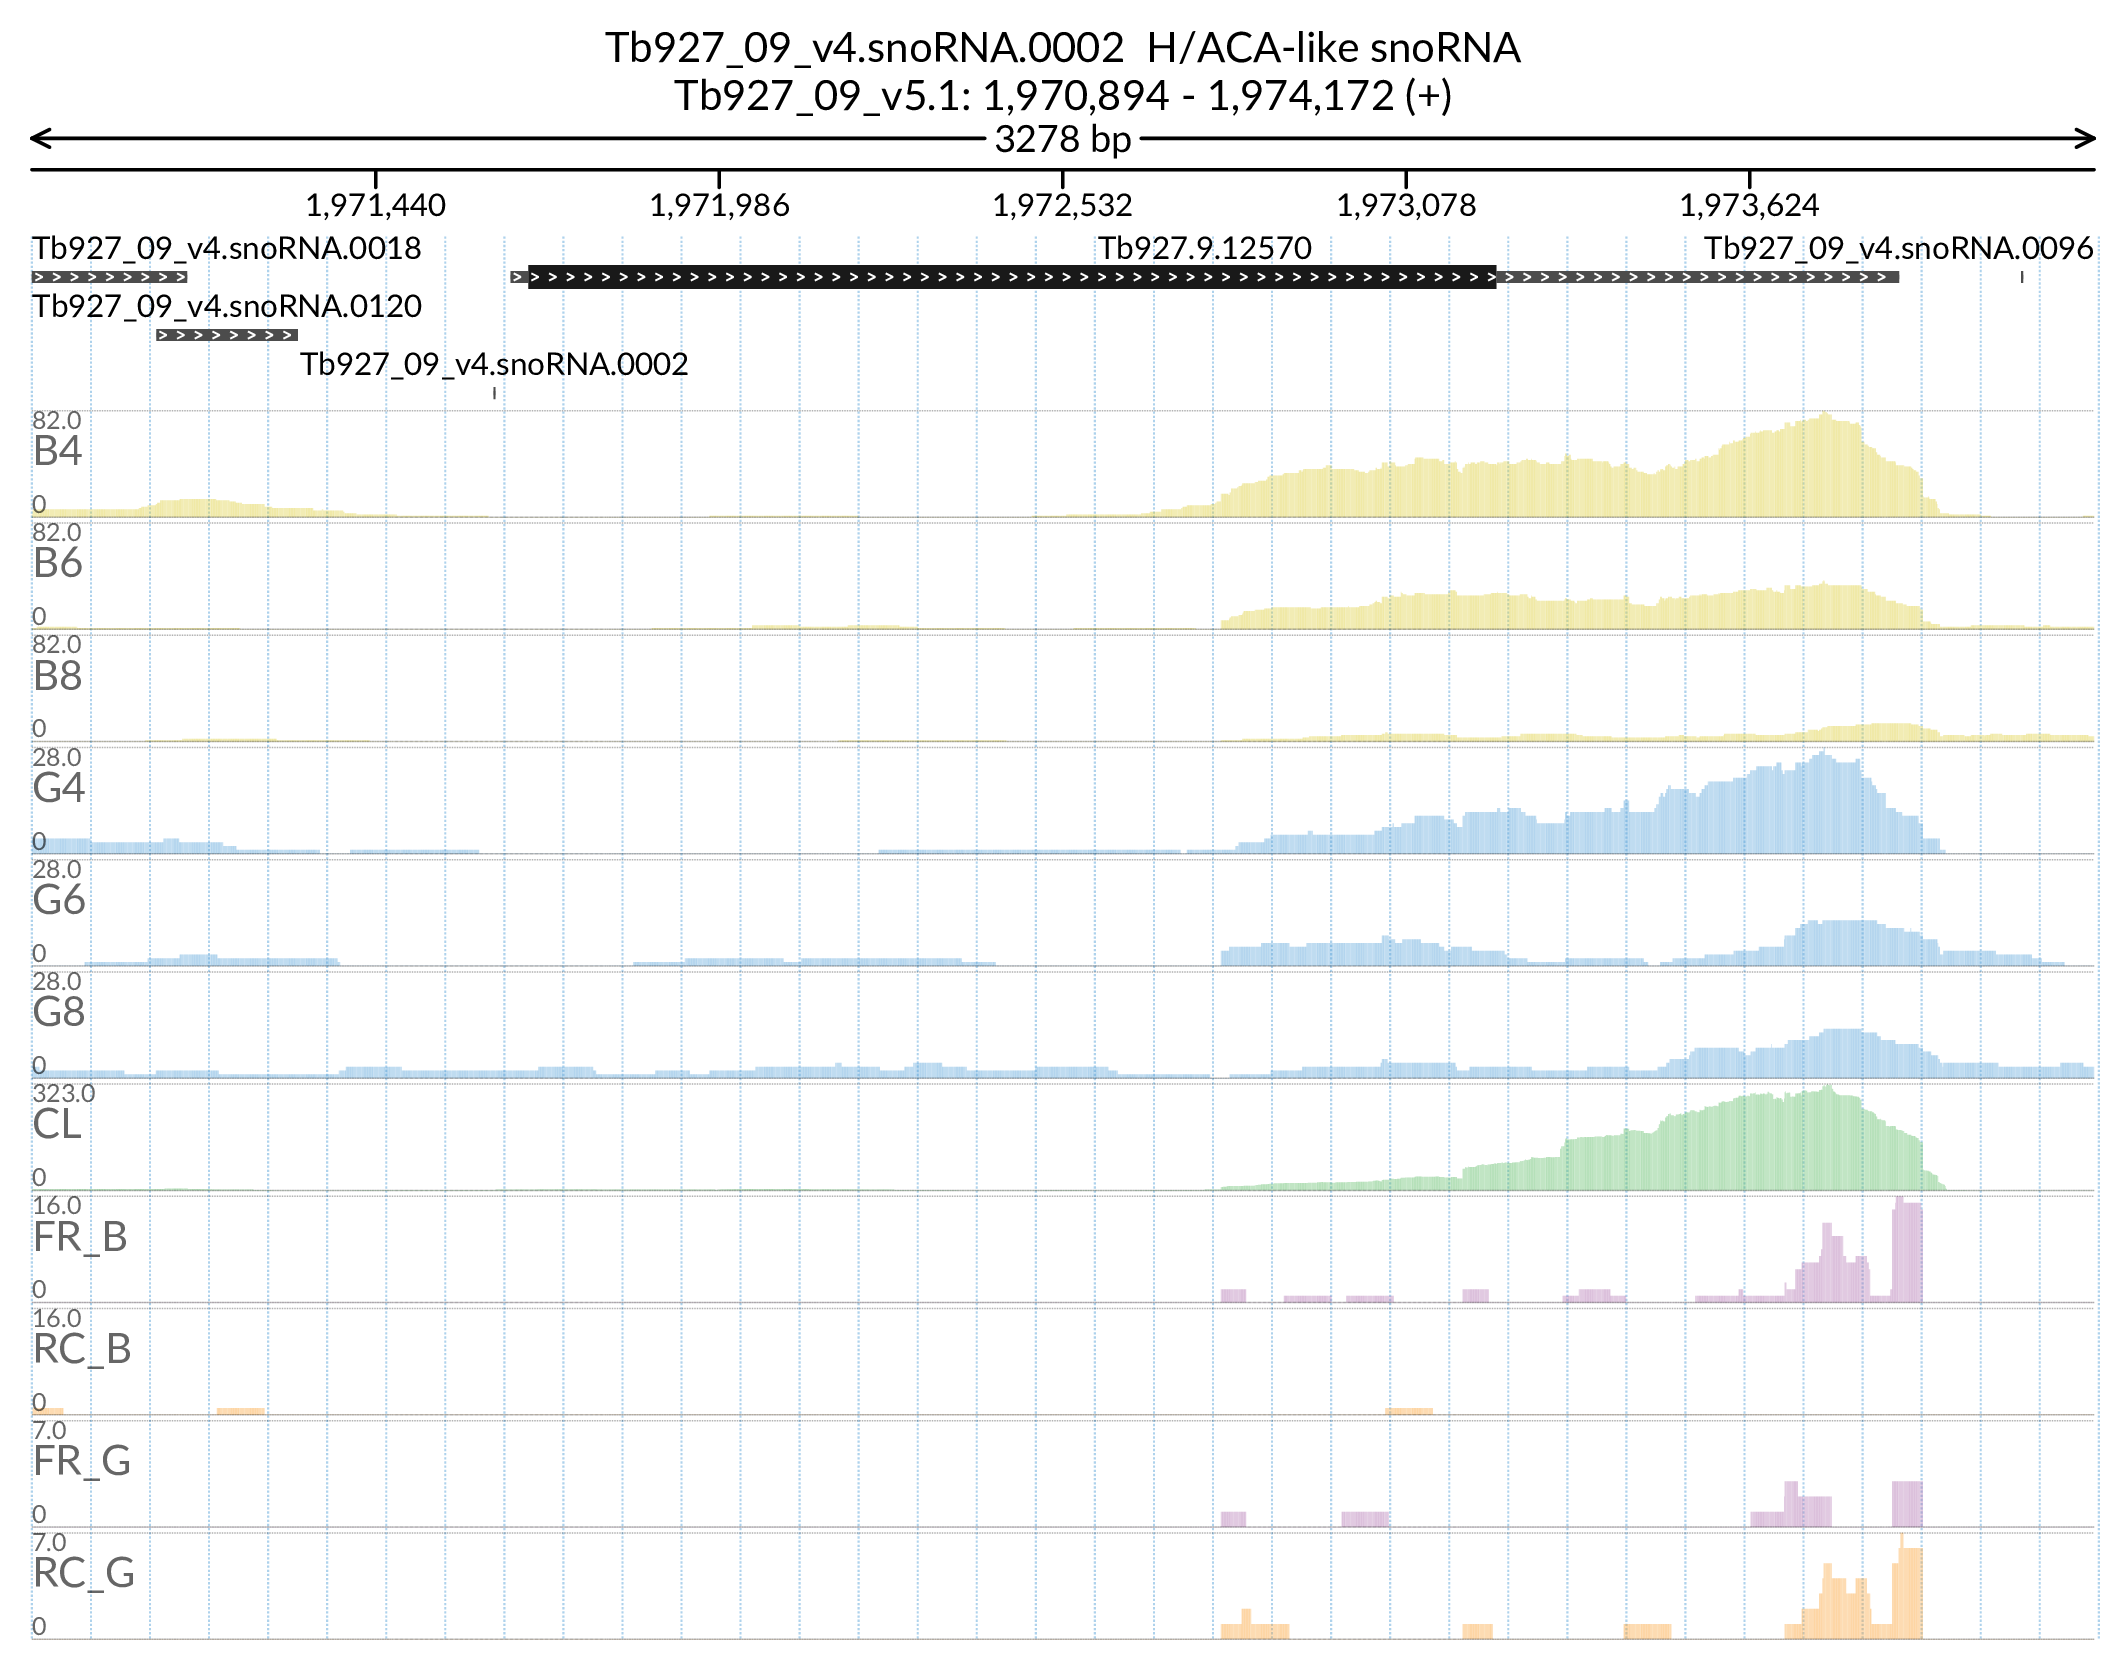 Tb927_09_v4.snoRNA.0002  H/ACA-like snoRNA
Tb927_09_v5.1: 1,970,894 - 1,974,172 (+)
3278 bp
1,971,440 1,971,986 1,972,532 1,973,078 1,973,624
Tb927_09_v4.snoRNA.0018 Tb927.9.12570 Tb927_09_v4.snoRNA.0096
Tb927_09_v4.snoRNA.0120
Tb927_09_v4.snoRNA.0002
82.0
B4
0
82.0
B6
0
82.0
B8
0
28.0
G4
0
28.0
G6
0
28.0
G8
0
323.0
CL
0
16.0
FR_B
0
16.0
RC_B
0
7.0
FR_G
0
7.0
RC_G
0